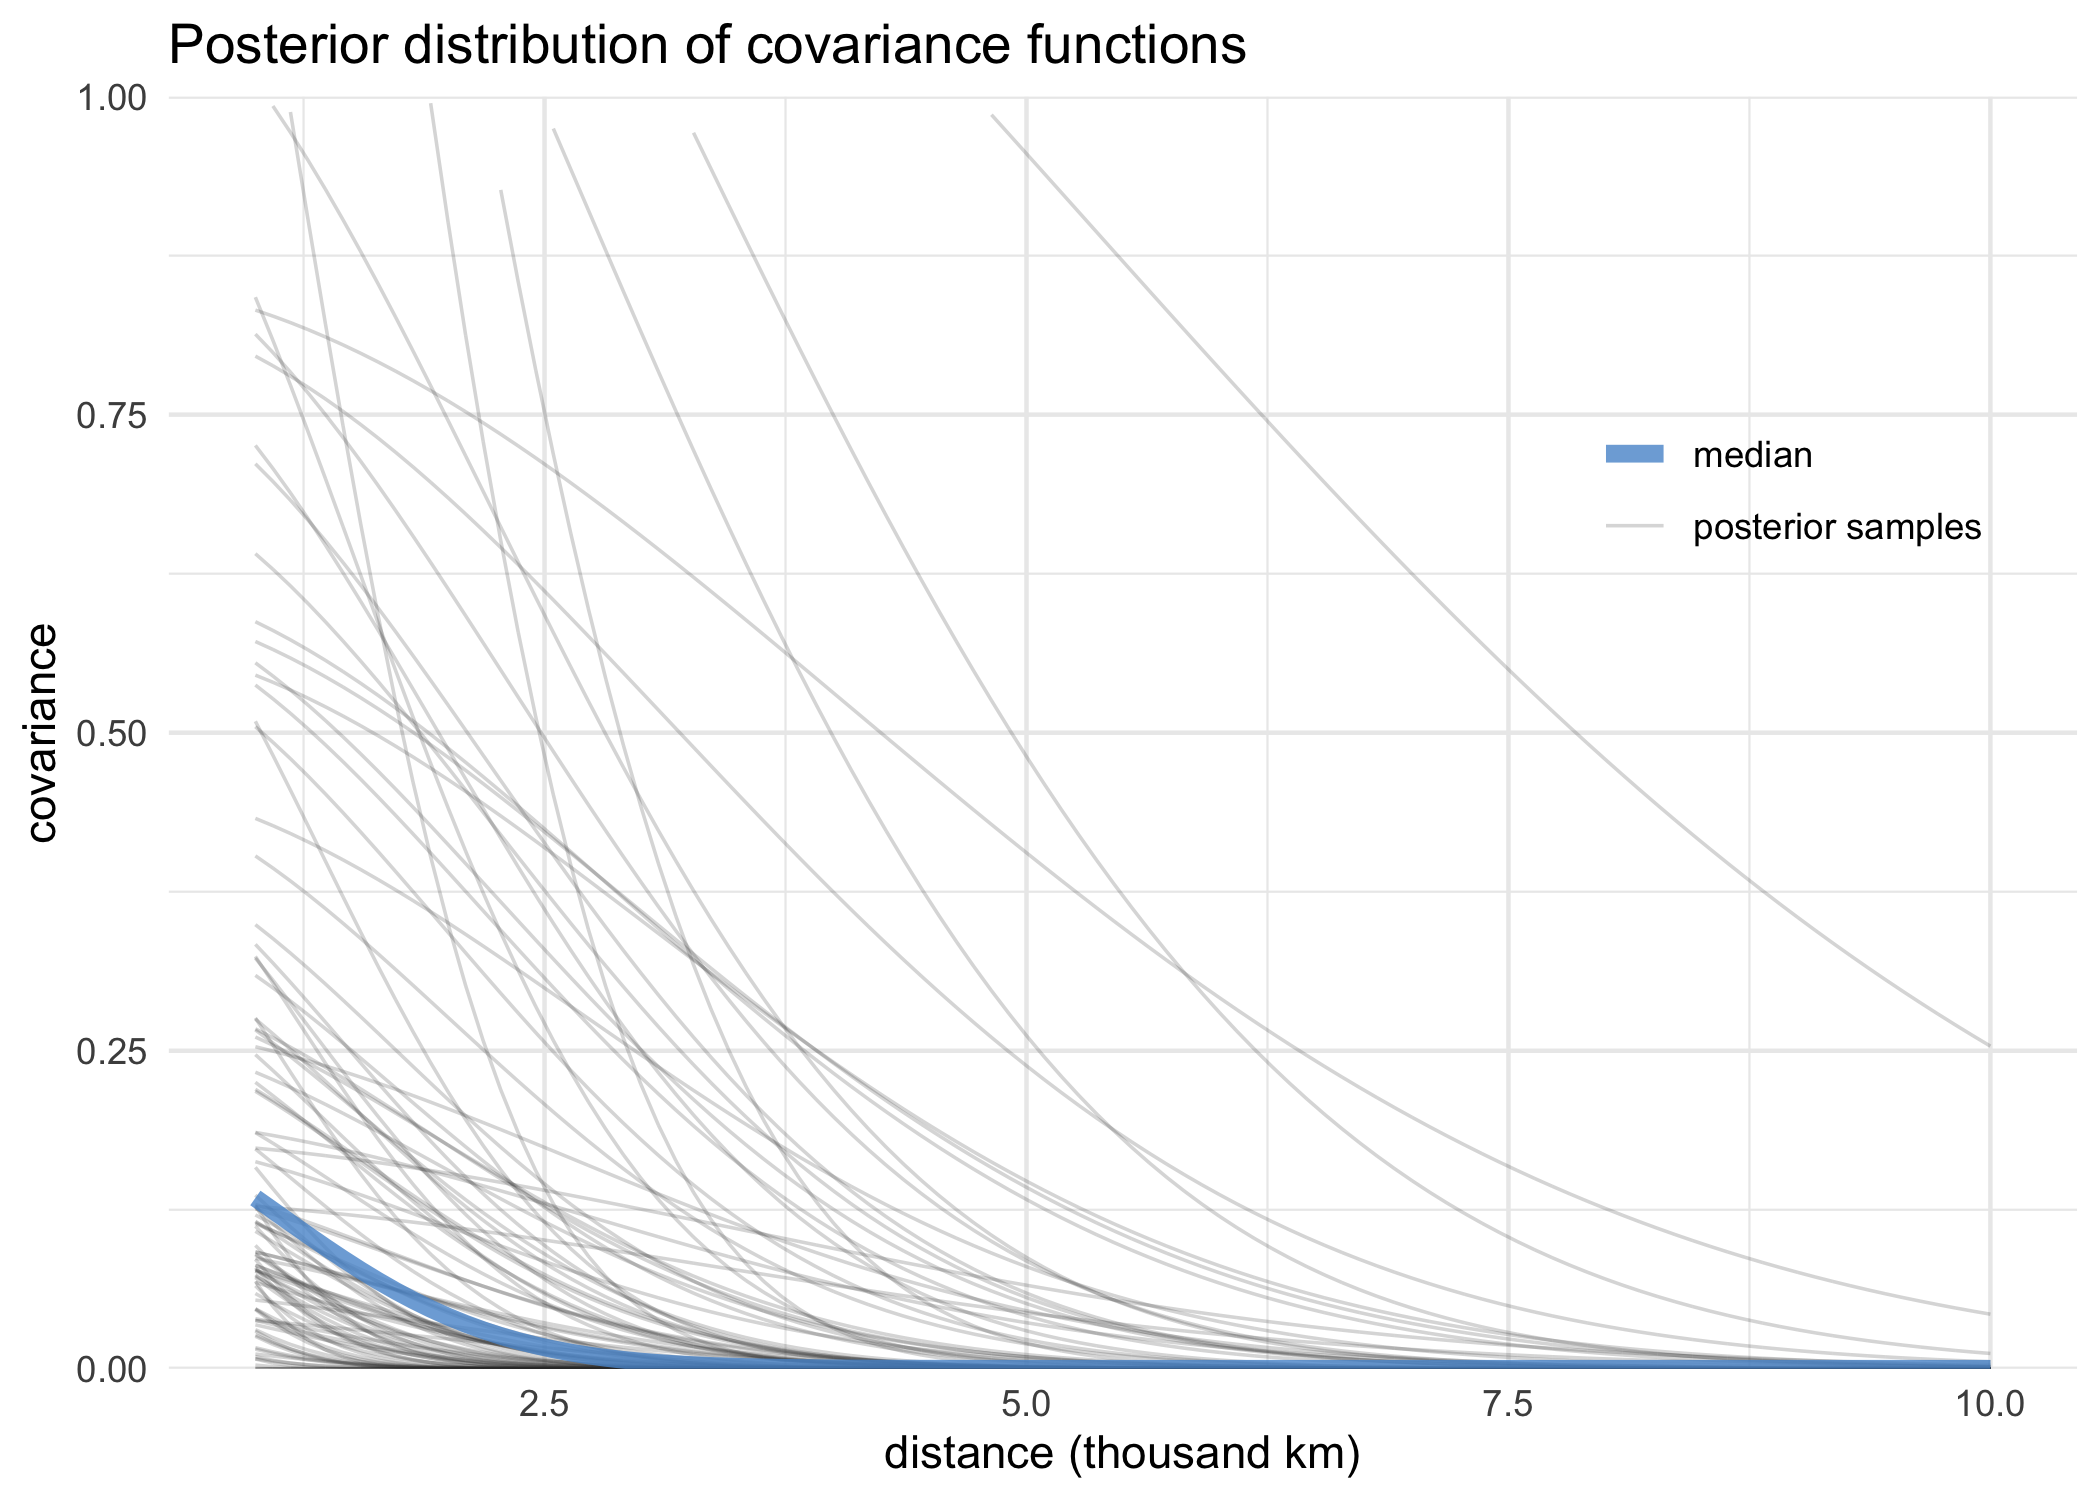 Posterior distribution of covariance functions
1.00
0.75
0.50
0.25
0.00
covariance
median
posterior samples
2.5
5.0
7.5
10.0
distance (thousand km)